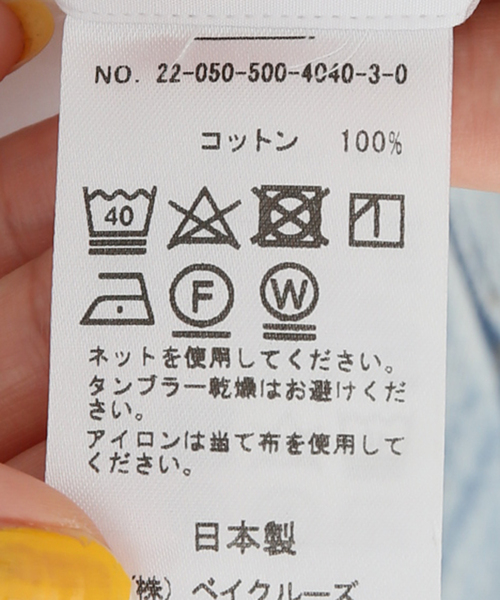 NO. 22-050-500-4040-3-0
コットン 100%
40
F W
ネットを使用してください。
タンブラー乾燥はお避けくだ
さい。
アイロンは当て布を使用して
ください。
日本製
(株) ベイクルーズ